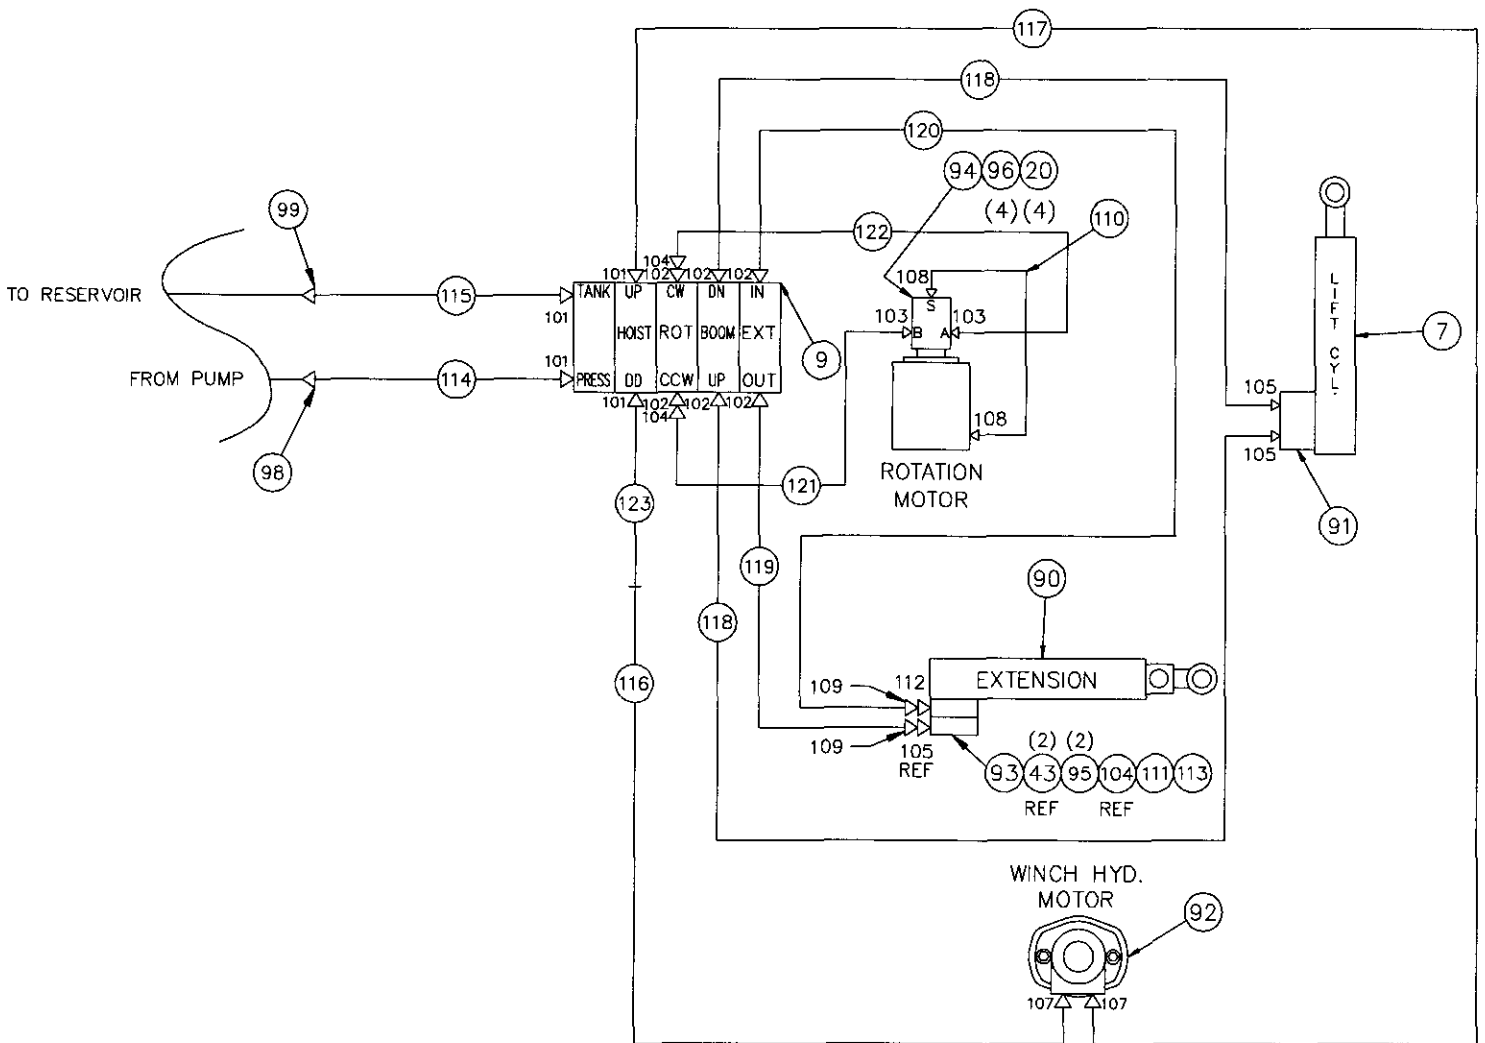 117
118
120
94 96 20
(4) (4)
99
110
122
104
101 102 102 102
108
TO RESERVOIR
115
TANK UP CW DN IN
S
101
103 103
HOIST ROT BOOM EXT
B A
9
LIFT CYL.
7
101
FROM PUMP
114
PRESS DD CCW UP OUT
101 102 102 102
104
105
108
105
98
ROTATION
MOTOR
121
123
91
119
90
118
116
EXTENSION
109 112
109 105
REF
(2) (2)
93 43 95 104 111 113
REF REF
WINCH HYD.
MOTOR
92
107 107